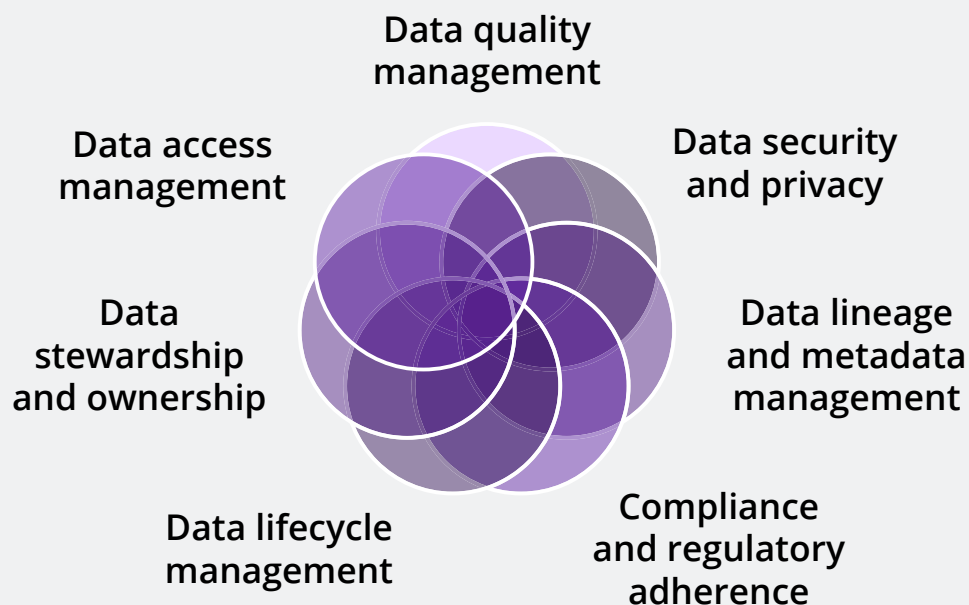 Data quality
management
Data access
management
Data security
and privacy
Data
stewardship
and ownership
Data lineage
and metadata
management
Data lifecycle
management
Compliance
and regulatory
adherence